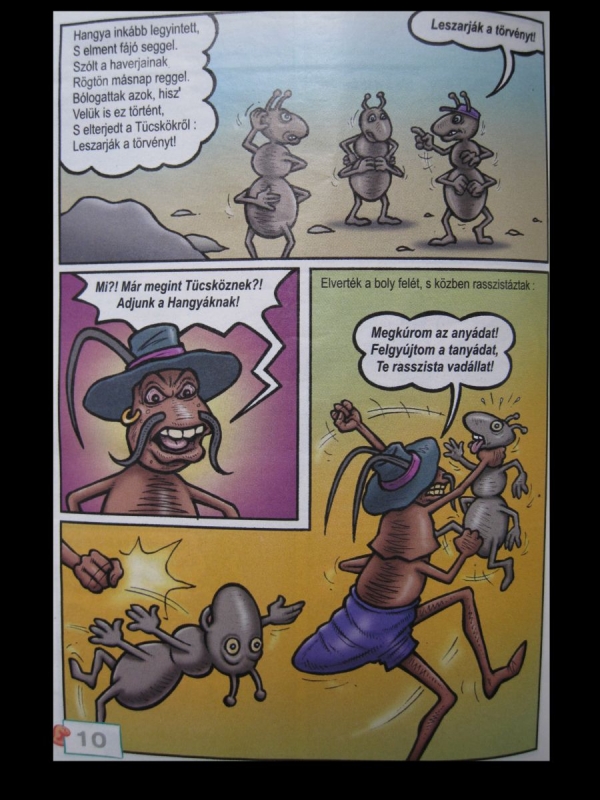 Hangya inkább legyintett,
S elment fájó seggel.
Szólt a haverjainak
Rögtön másnap reggel.
Bólogattak azok, hisz'
Velük is ez történt,
S elterjedt a Tücskökről :
Leszarják a törvényt!
Leszarják a törvényt!
Mi?! Már megint Tücsköznek?!
Adjunk a Hangyáknak!
Elverték a boly felét, s közben rasszistáztak :
Megkúrom az anyádat!
Felgyújtom a tanyádat,
Te rasszista vadállat!
10